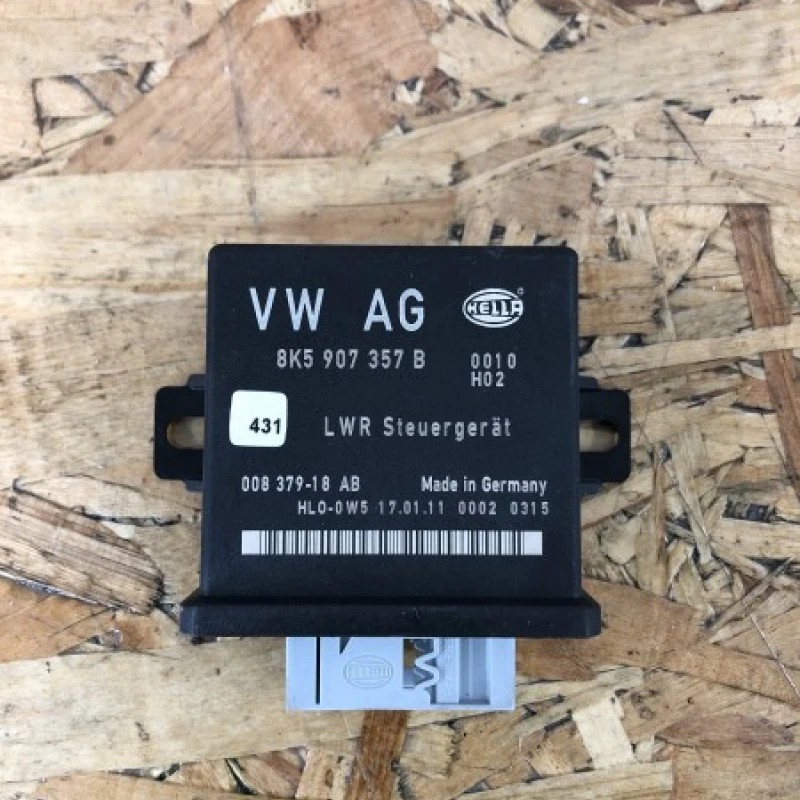 VW AG HELLA
8K5 907 357 B 0010
H02
431 LWR Steuergerät
008 379-18 AB Made in Germany
HLO-0W5 17.01.11 0002 0315
HELLA